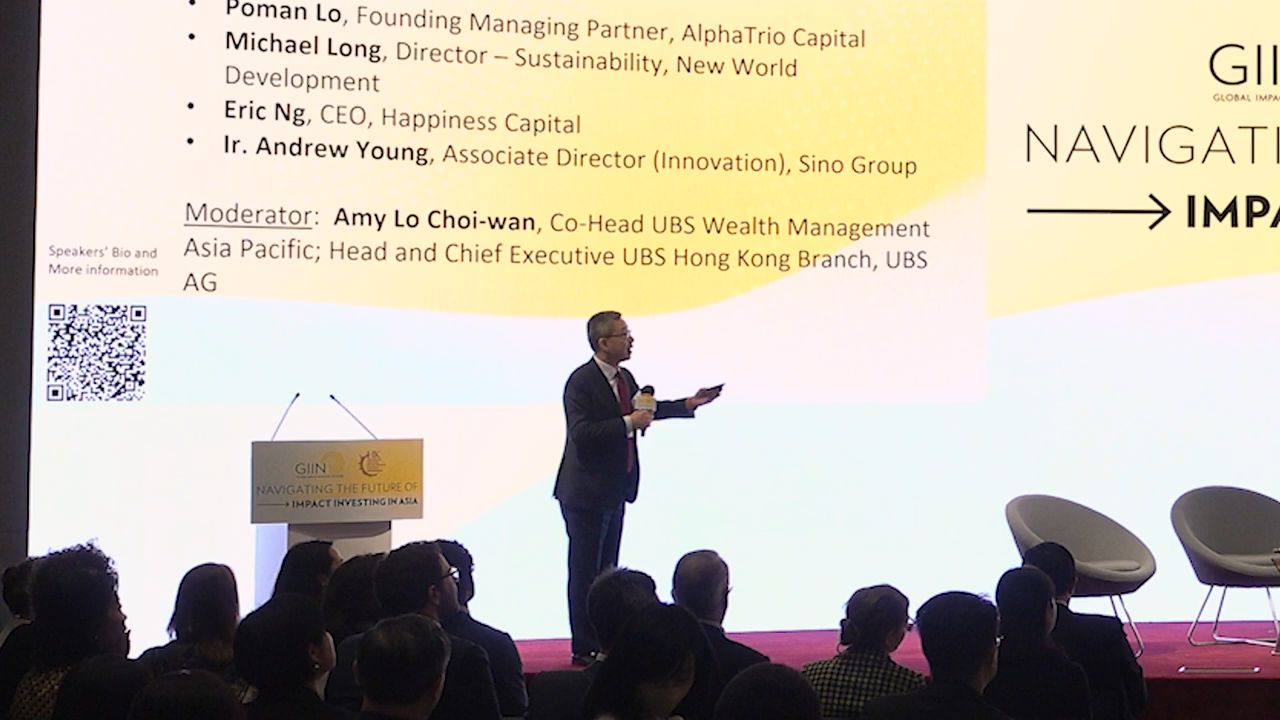 • Poman Lo, Founding Managing Partner, AlphaTrio Capital
• Michael Long, Director – Sustainability, New World
Development
• Eric Ng, CEO, Happiness Capital
• Ir. Andrew Young, Associate Director (Innovation), Sino Group
Moderator: Amy Lo Choi-wan, Co-Head UBS Wealth Management
Asia Pacific; Head and Chief Executive UBS Hong Kong Branch, UBS
AG
Speakers' Bio and
More information
GII
GLOBAL IMPA
NAVIGATI
IMPA
GIIN
NAVIGATING THE FUTURE OF
IMPACT INVESTING IN ASIA